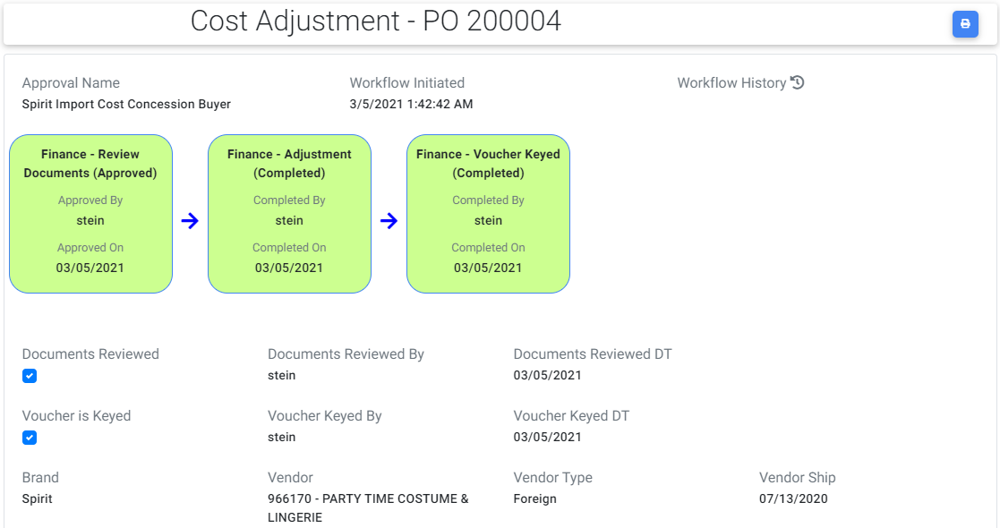 Cost Adjustment - PO 200004
Approval Name
Workflow Initiated
Workflow History
Spirit Import Cost Concession Buyer
3/5/2021 1:42:42 AM
Finance - Review
Documents (Approved)
Approved By
stein
Approved On
03/05/2021
Finance - Adjustment
(Completed)
Completed By
stein
Completed On
03/05/2021
Finance - Voucher Keyed
(Completed)
Completed By
stein
Completed On
03/05/2021
Documents Reviewed
Documents Reviewed By
stein
Documents Reviewed DT
03/05/2021
Voucher is Keyed
Voucher Keyed By
stein
Voucher Keyed DT
03/05/2021
Brand
Spirit
Vendor
966170 - PARTY TIME COSTUME &
LINGERIE
Vendor Type
Foreign
Vendor Ship
07/13/2020